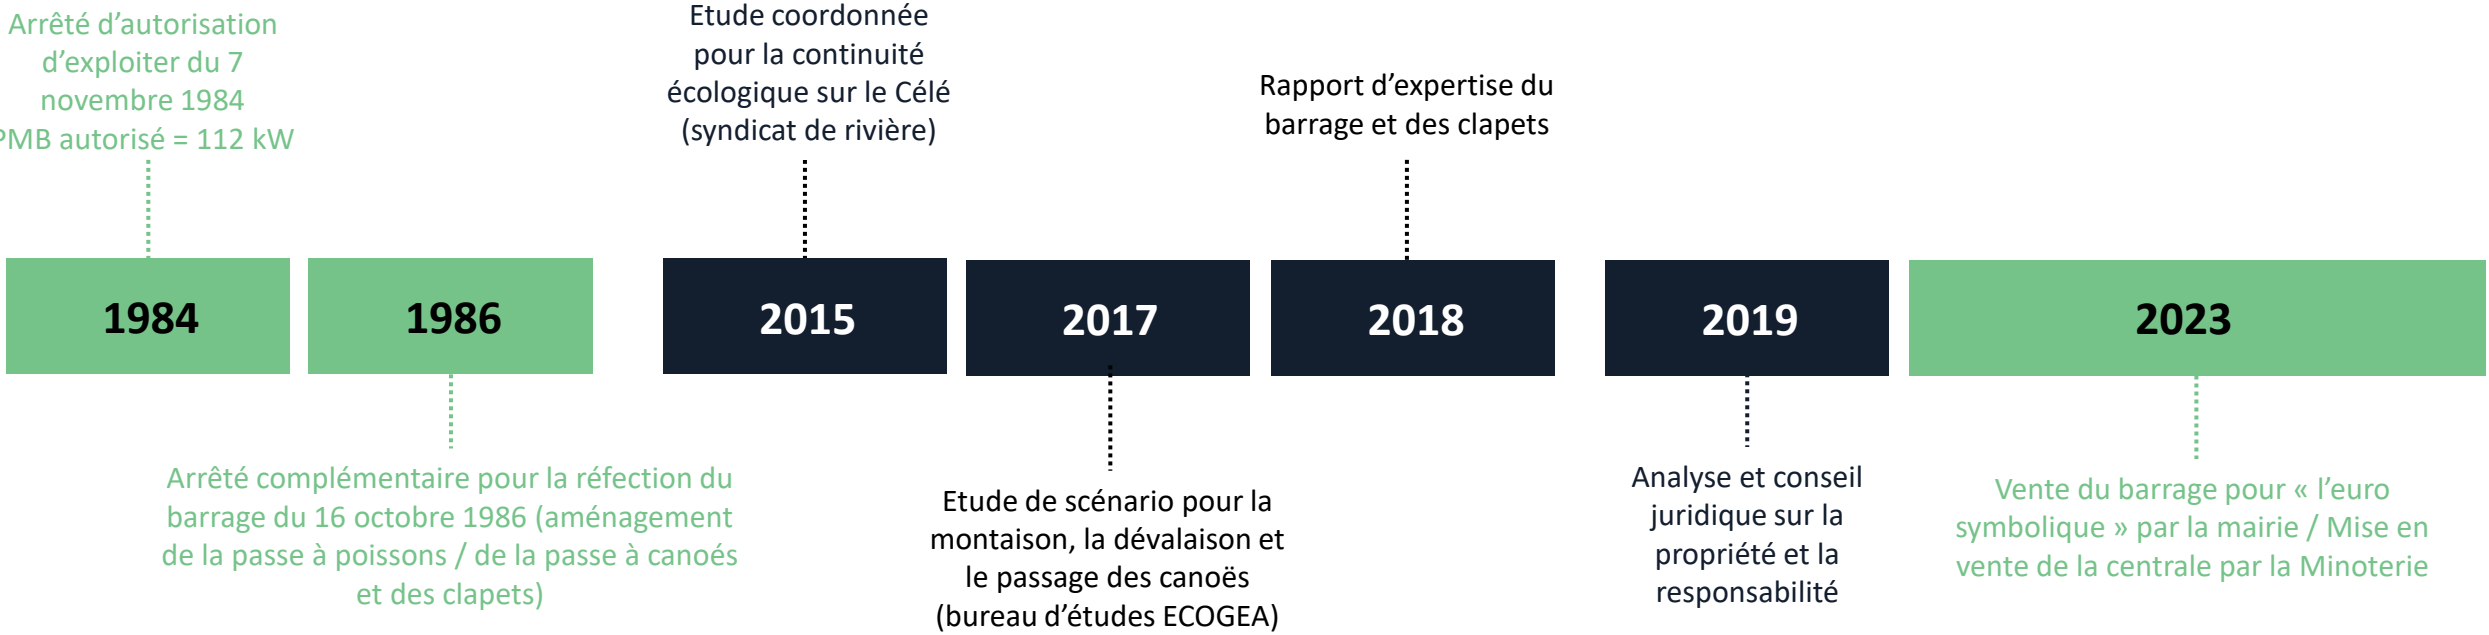 Arrêté d’autorisation
d’exploiter du 7
novembre 1984
PMB autorisé = 112 kW
Etude coordonnée
pour la continuité
écologique sur le Célé
(syndicat de rivière)
Rapport d’expertise du
barrage et des clapets
1984
1986
2015
2017
2018
2019
2023
Arrêté complémentaire pour la réfection du
barrage du 16 octobre 1986 (aménagement
de la passe à poissons / de la passe à canoés
et des clapets)
Etude de scénario pour la
montaison, la dévalaison et
le passage des canoës
(bureau d’études ECOGEA)
Analyse et conseil
juridique sur la
propriété et la
responsabilité
Vente du barrage pour « l’euro
symbolique » par la mairie / Mise en
vente de la centrale par la Minoterie